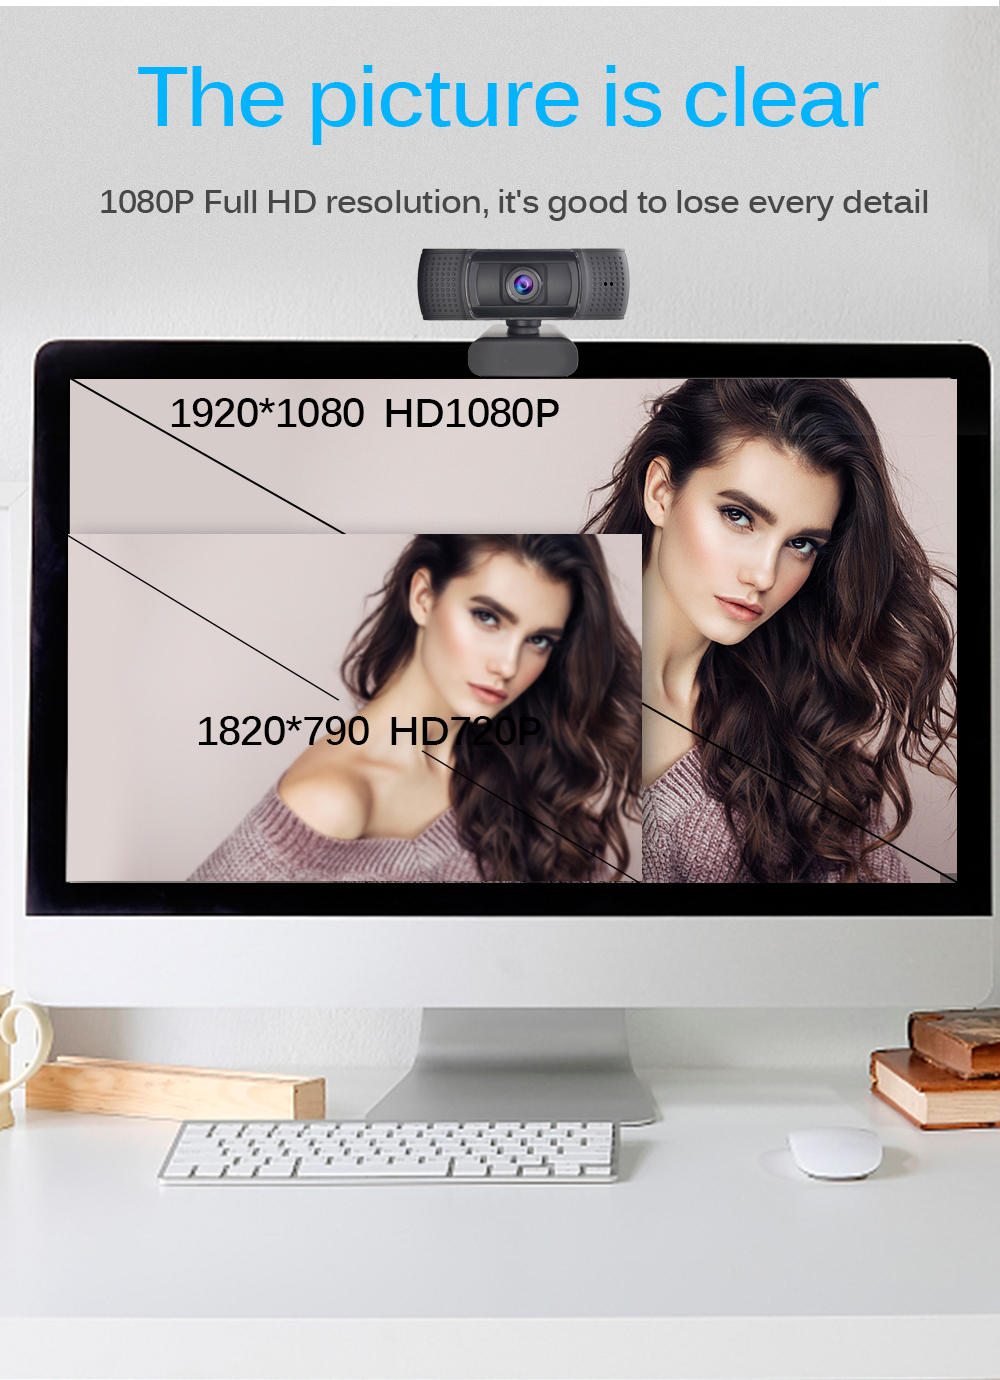 The picture is clear
1080P Full HD resolution, it's good to lose every detail
1920*1080 HD1080P
1820*790 HD720P